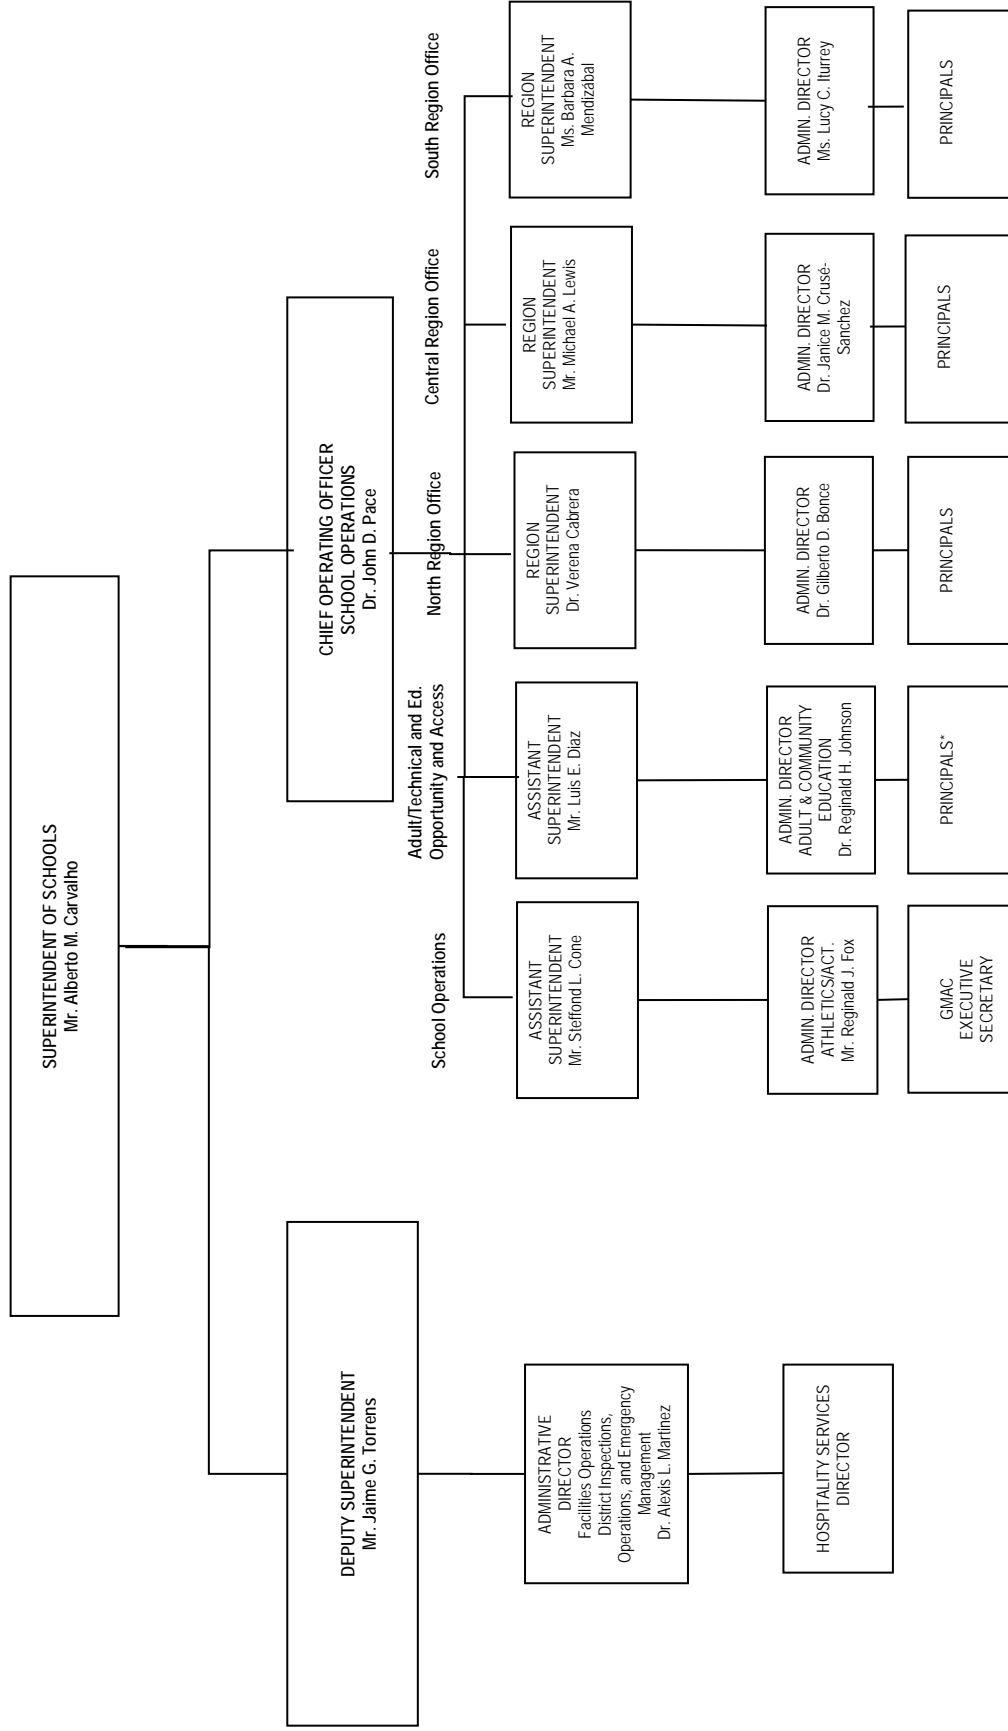 SUPERINTENDENT OF SCHOOLS
Mr. Alberto M. Carvalho
DEPUTY SUPERINTENDENT
Mr. Jaime G. Torrens
CHIEF OPERATING OFFICER
SCHOOL OPERATIONS
Dr. John D. Pace
School Operations
Adult/Technical and Ed.
Opportunity and Access
North Region Office
Central Region Office
South Region Office
ADMINISTRATIVE
DIRECTOR
Facilities Operations
District Inspections,
Operations, and Emergency
Management
Dr. Alexis L. Martinez
ASSISTANT
SUPERINTENDENT
Mr. Steffond L. Cone
ASSISTANT
SUPERINTENDENT
Mr. Luis E. Diaz
REGION
SUPERINTENDENT
Dr. Verena Cabrera
REGION
SUPERINTENDENT
Mr. Michael A. Lewis
REGION
SUPERINTENDENT
Ms. Barbara A.
Mendizábal
HOSPITALITY SERVICES
DIRECTOR
ADMIN. DIRECTOR
ATHLETICS/ACT.
Mr. Reginald J. Fox
ADMIN. DIRECTOR
ADULT & COMMUNITY
EDUCATION
Dr. Reginald H. Johnson
ADMIN. DIRECTOR
Dr. Gilberto D. Bonce
ADMIN. DIRECTOR
Dr. Janice M. Crusé-
Sanchez
ADMIN. DIRECTOR
Ms. Lucy C. Iturrey
GMAC
EXECUTIVE
SECRETARY
PRINCIPALS*
PRINCIPALS
PRINCIPALS
PRINCIPALS